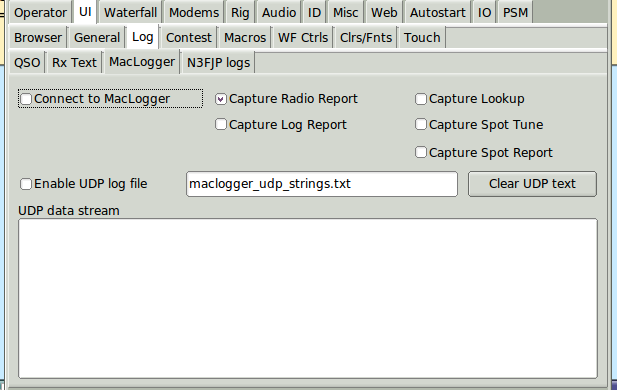 Operator UI Waterfall Modems Rig Audio ID Misc Web Autostart IO PSM
Browser General Log Contest Macros WF Ctrls Clrs/Fnts Touch
QSO Rx Text MacLogger N3FJP logs
Connect to MacLogger Capture Radio Report Capture Lookup
Capture Log Report Capture Spot Tune
Capture Spot Report
Enable UDP log file maclogger_udp_strings.txt Clear UDP text
UDP data stream